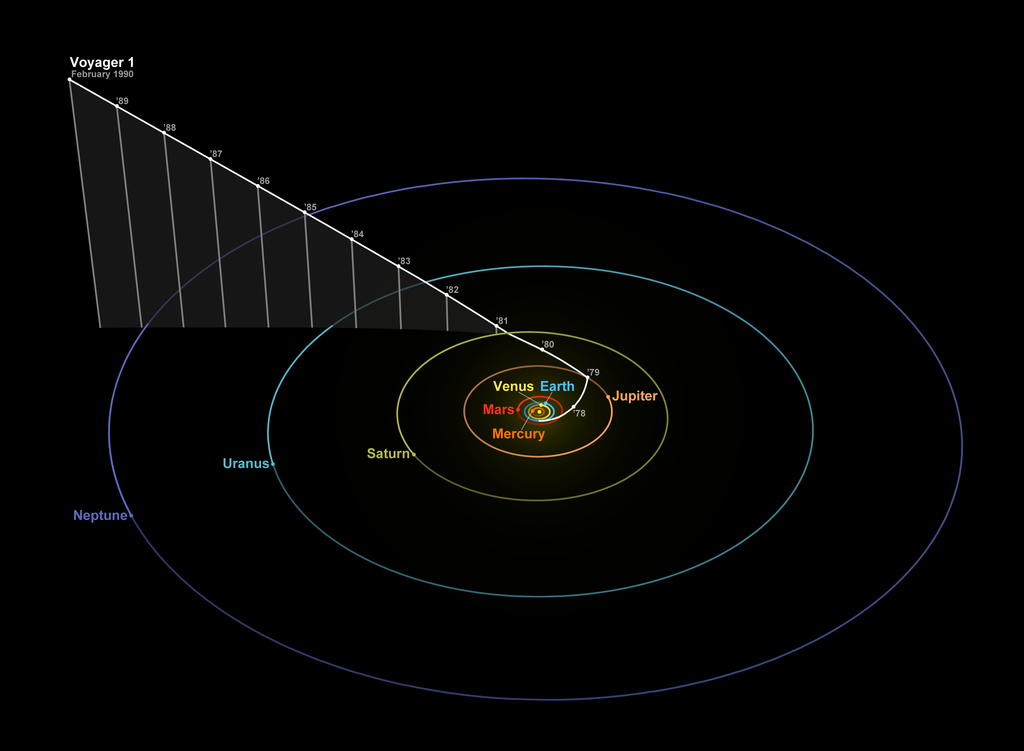 Voyager 1
February 1990
'89
'88
'87
'86
'85
'84
'83
'82
'81
'80
'79
Venus Earth
Jupiter
Mars
'78
Mercury
Saturn
Uranus
Neptune